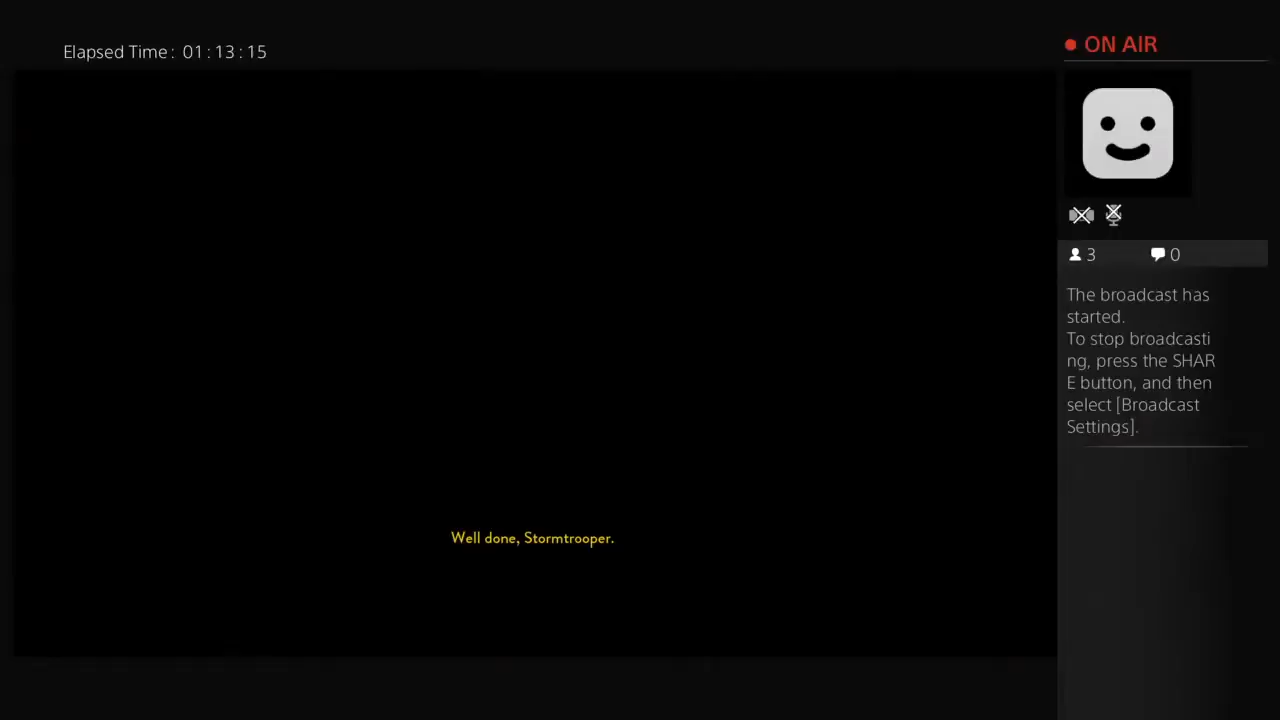 Elapsed Time: 01:13:15
ON AIR
3 0
The broadcast has
started.
To stop broadcasti
ng, press the SHAR
E button, and then
select [Broadcast
Settings].
Well done, Stormtrooper.